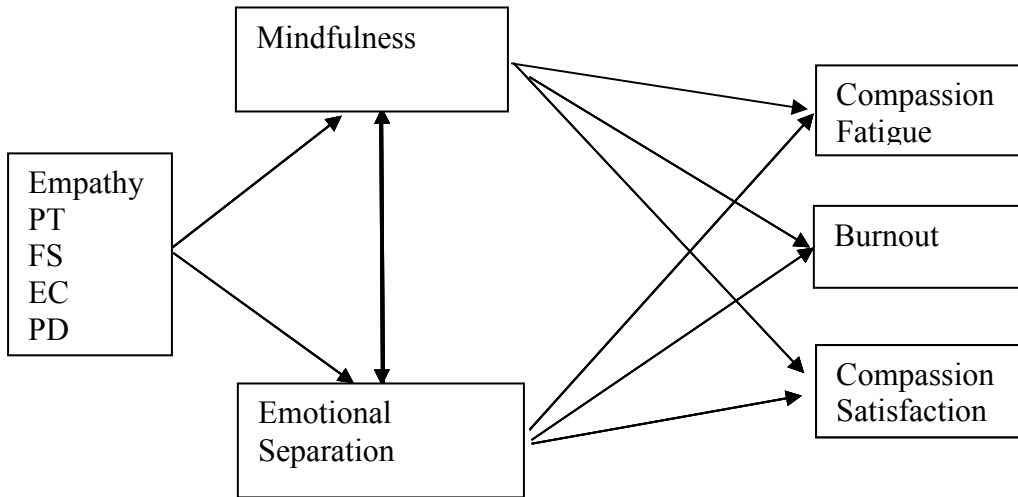 Mindfulness
Empathy
PT
FS
EC
PD
Emotional
Separation
Compassion
Fatigue
Burnout
Compassion
Satisfaction